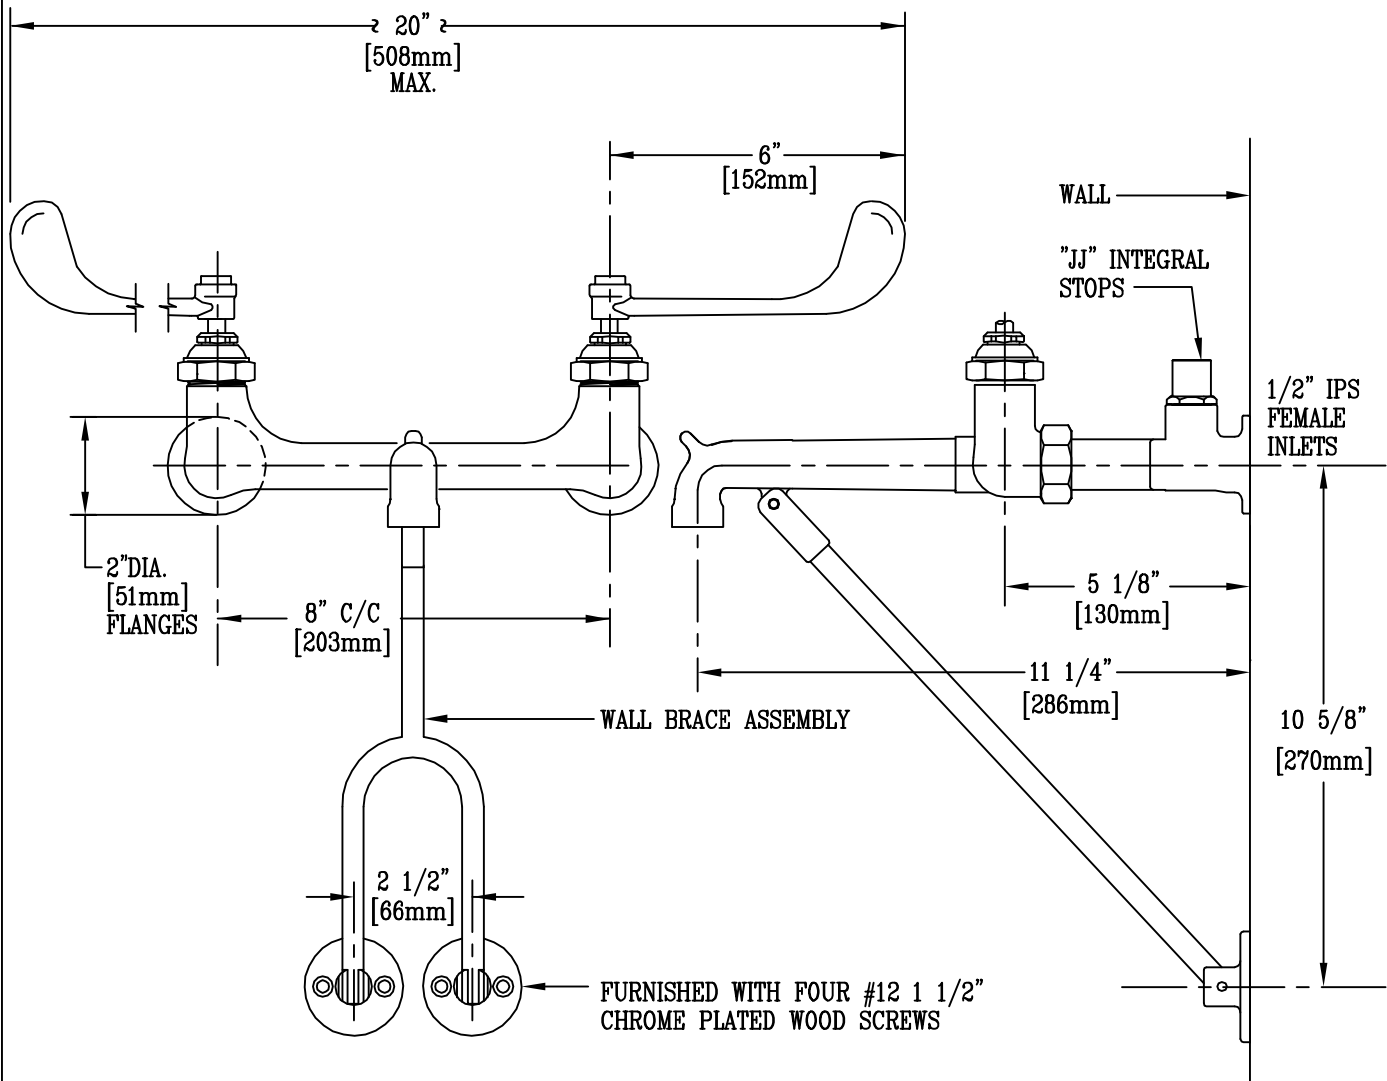 20"
[508mm]
MAX.
6"
[152mm]
WALL
"JJ" INTEGRAL
STOPS
1/2" IPS
FEMALE
INLETS
2"DIA.
[51mm]
FLANGES
8" C/C
[203mm]
5 1/8"
[130mm]
11 1/4"
[286mm]
10 5/8"
[270mm]
WALL BRACE ASSEMBLY
2 1/2"
[66mm]
FURNISHED WITH FOUR #12 1 1/2"
CHROME PLATED WOOD SCREWS